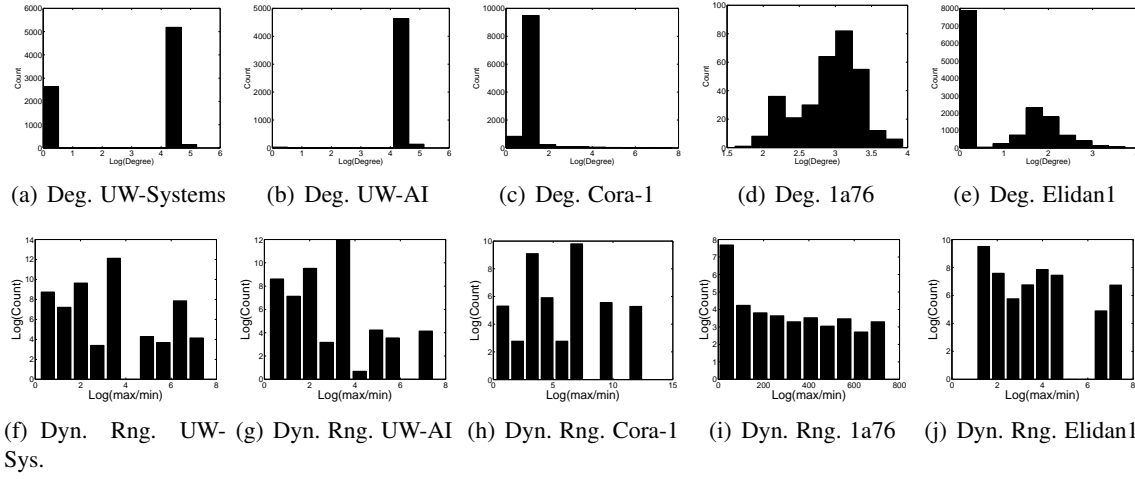 6000
5000
4000
3000
2000
1000
0
Count
0 1 2 3 4 5 6
Log(Degree)
(a) Deg. UW-Systems
5000
4000
3000
2000
1000
0
Count
0 1 2 3 4 5 6
Log(Degree)
(b) Deg. UW-AI
10000
8000
6000
4000
2000
0
Count
0 2 4 6 8
Log(Degree)
(c) Deg. Cora-1
100
80
60
40
20
0
Count
1.5 2 2.5 3 3.5 4
Log(Degree)
(d) Deg. 1a76
8000
7000
6000
5000
4000
3000
2000
1000
0
Count
0 1 2 3
Log(Degree)
(e) Deg. Elidan1
14
12
10
8
6
4
2
0
Log(Count)
0 2 4 6 8
Log(max/min)
(f) Dyn. Rng. UW-
Sys.
12
10
8
6
4
2
0
Log(Count)
0 2 4 6 8
Log(max/min)
(g) Dyn. Rng. UW-AI
10
8
6
4
2
0
Log(Count)
0 5 10 15
Log(max/min)
(h) Dyn. Rng. Cora-1
8
7
6
5
4
3
2
1
0
Log(Count)
0 200 400 600 800
Log(max/min)
(i) Dyn. Rng. 1a76
10
8
6
4
2
0
Log(Count)
0 2 4 6 8
Log(max/min)
(j) Dyn. Rng. Elidan1